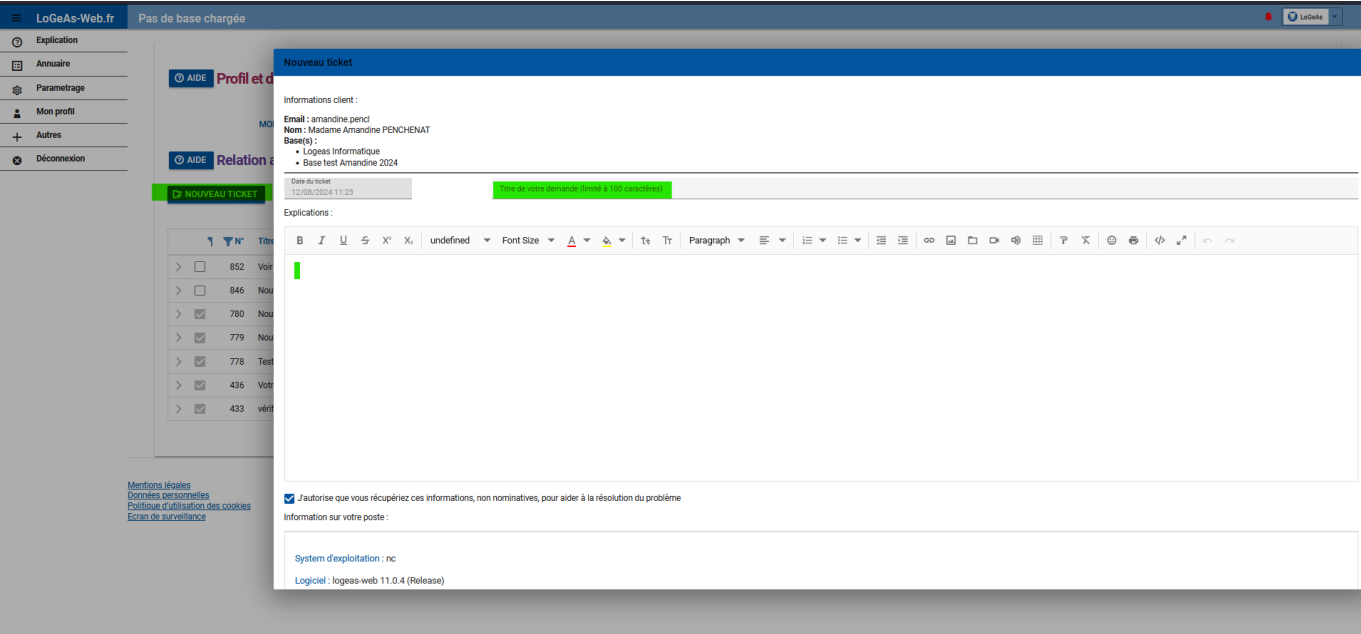 LoGeAs-Web.fr Pas de base chargée LoGeAs
Explication
Annuaire
Parametrage
Mon profil
Autres
Déconnexion
AIDE Profil et d
MO
AIDE Relation a
NOUVEAU TICKET
N° Titre
852 Voir
846 Nou
780 Nou
779 Nou
778 Test
436 Votr
433 vérif
Mentions légales
Données personnelles
Politique d'utilisation des cookies
Ecran de surveillance
Nouveau ticket
Informations client :
Email : amandine.pencl
Nom : Madame Amandine PENCHENAT
Base(s) :
• Logeas Informatique
• Base test Amandine 2024
Date du ticket
12/08/2024 11:23
Titre de votre demande (limité à 100 caractères)
Explications :
B I U S X² X₂ undefined Font Size A Tt TT Paragraph
J'autorise que vous récupériez ces informations, non nominatives, pour aider à la résolution du problème
Information sur votre poste :
System d'exploitation : nc
Logiciel : logeas-web 11.0.4 (Release)